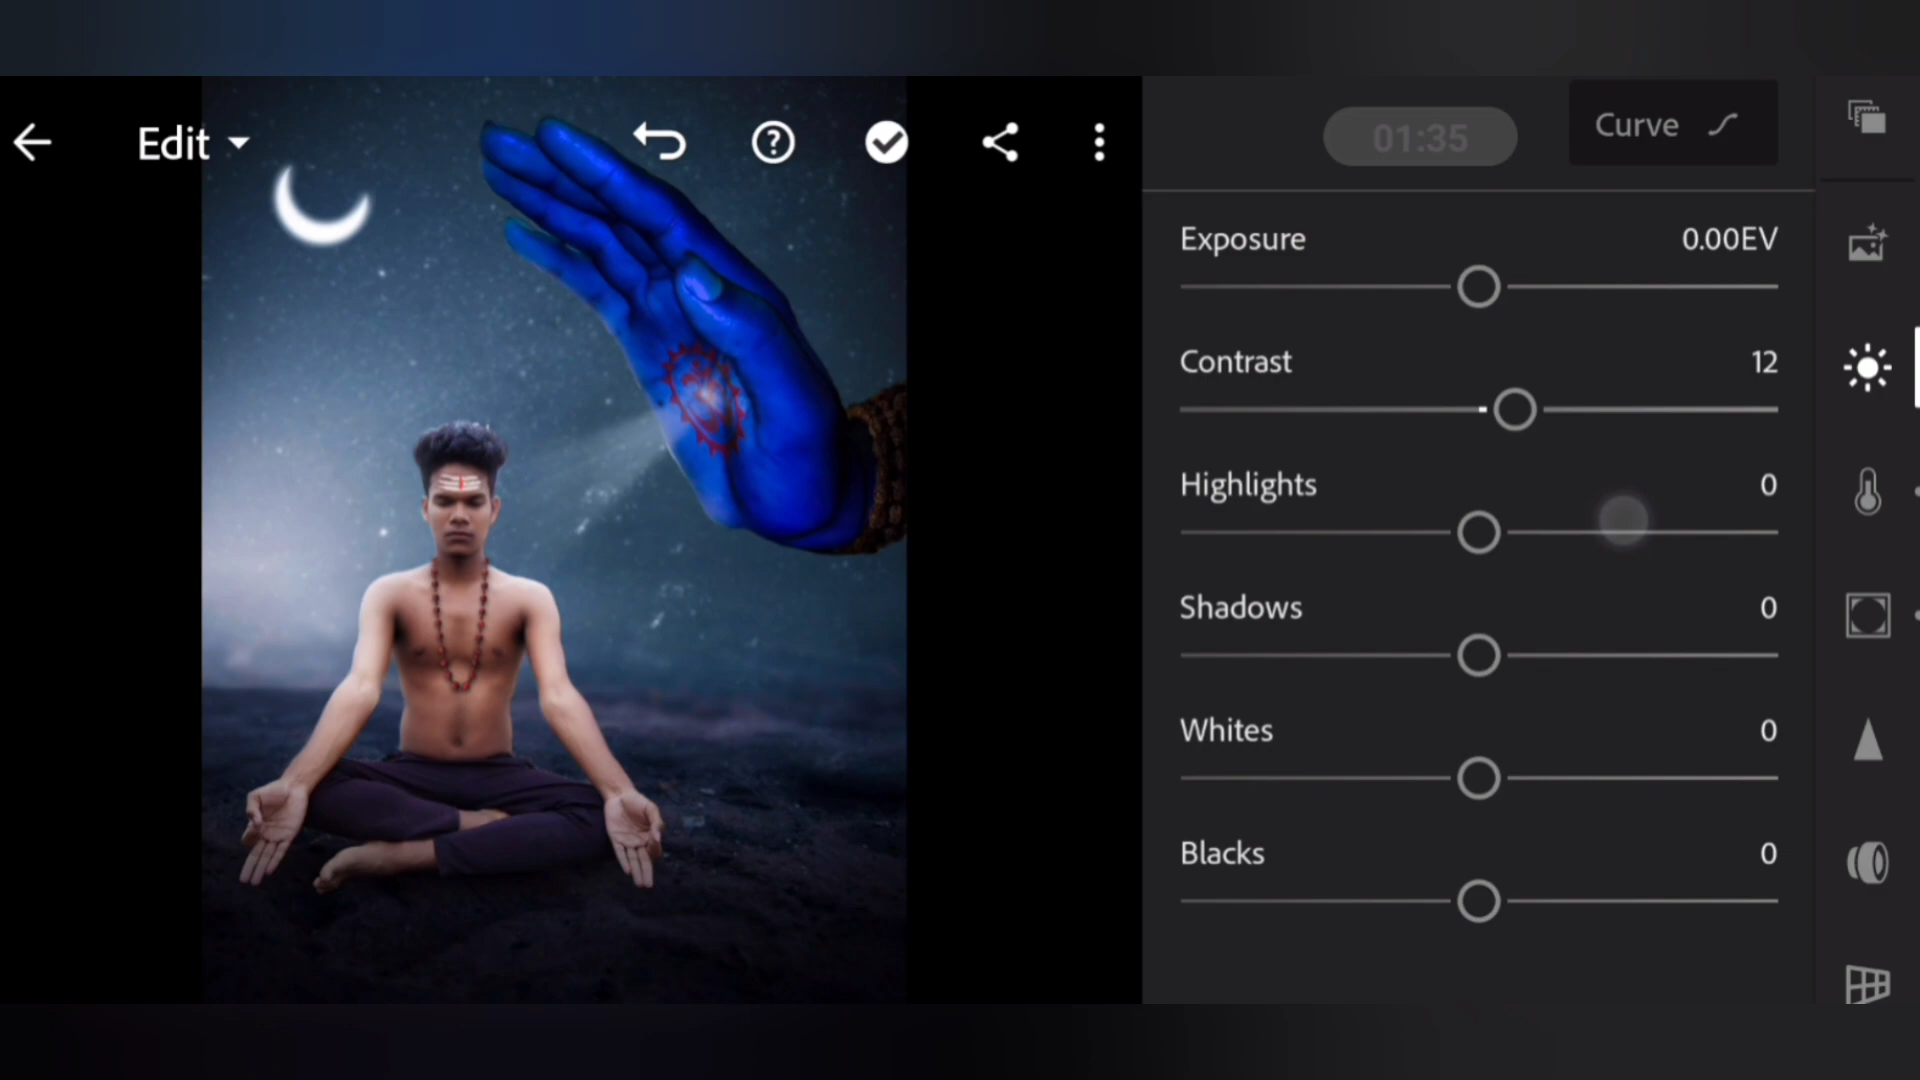 Edit
01:35
Curve
Exposure 0.00EV
Contrast 12
Highlights 0
Shadows 0
Whites 0
Blacks 0